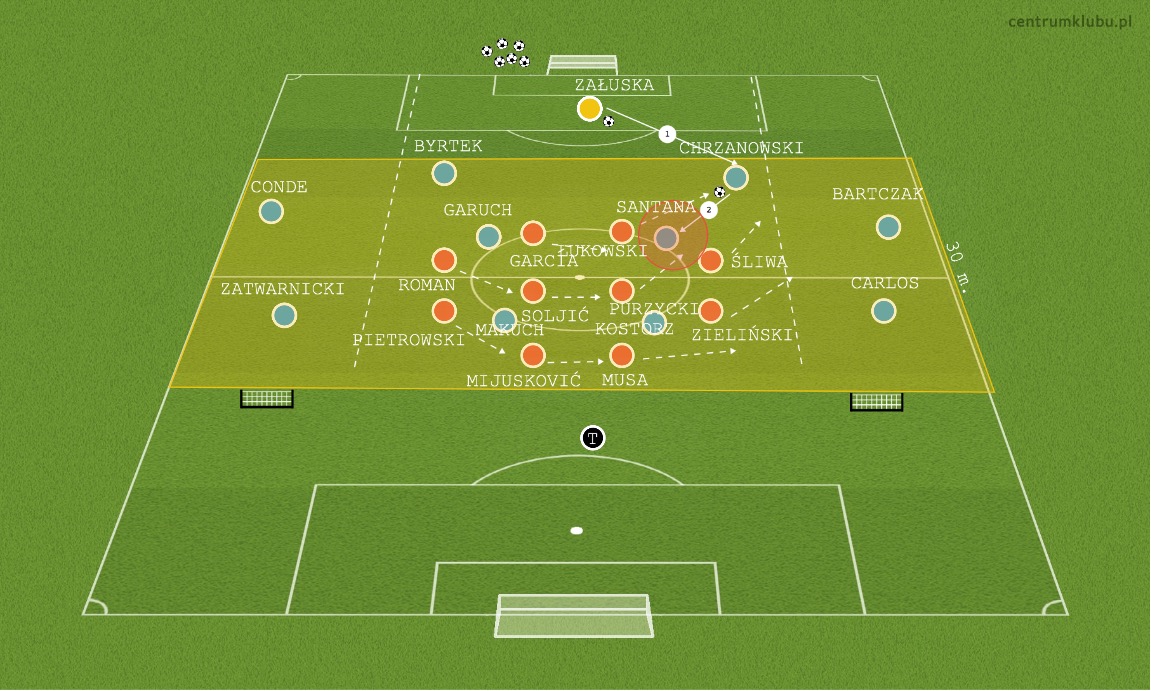 centrumklubu.pl
ZAŁUSKA
1
BYRTEK
CHRZANOWSKI
CONDE
BARTCZAK
GARUCH
SANTANA
2
ŁUKOWSKI
GARCIA
ŚLIWA
30 m.
ROMAN
ZATWARNICKI
CARLOS
SOLJIĆ
PURZYCKI
PIETROWSKI
MAKUCH
KOSTORZ
ZIELIŃSKI
MIJUSKOVIĆ
MUSA
T